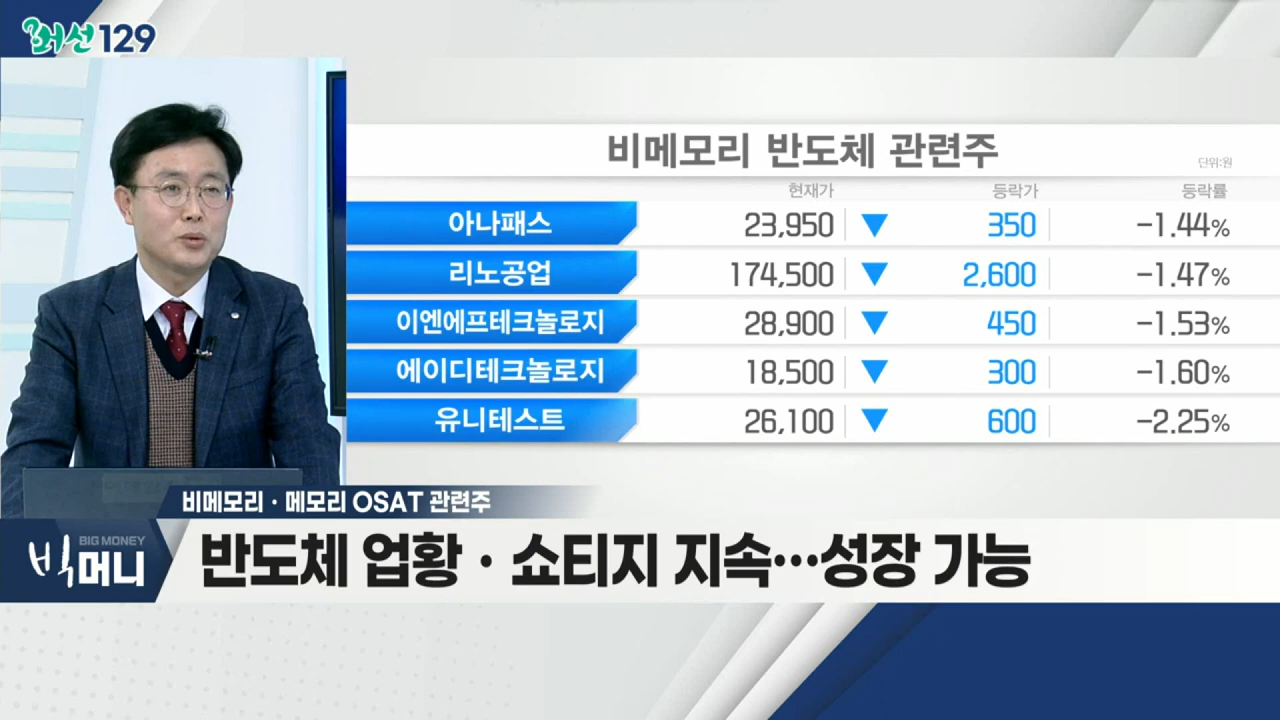 머선129
비메모리 반도체 관련주
단위:원
현재가 등락가 등락률
아나패스 23,950 ▼ 350 -1.44%
리노공업 174,500 ▼ 2,600 -1.47%
이엔에프테크놀로지 28,900 ▼ 450 -1.53%
에이디테크놀로지 18,500 ▼ 300 -1.60%
유니테스트 26,100 ▼ 600 -2.25%
비메모리·메모리 OSAT 관련주
BIG MONEY
빅머니
반도체 업황·쇼티지 지속…성장 가능